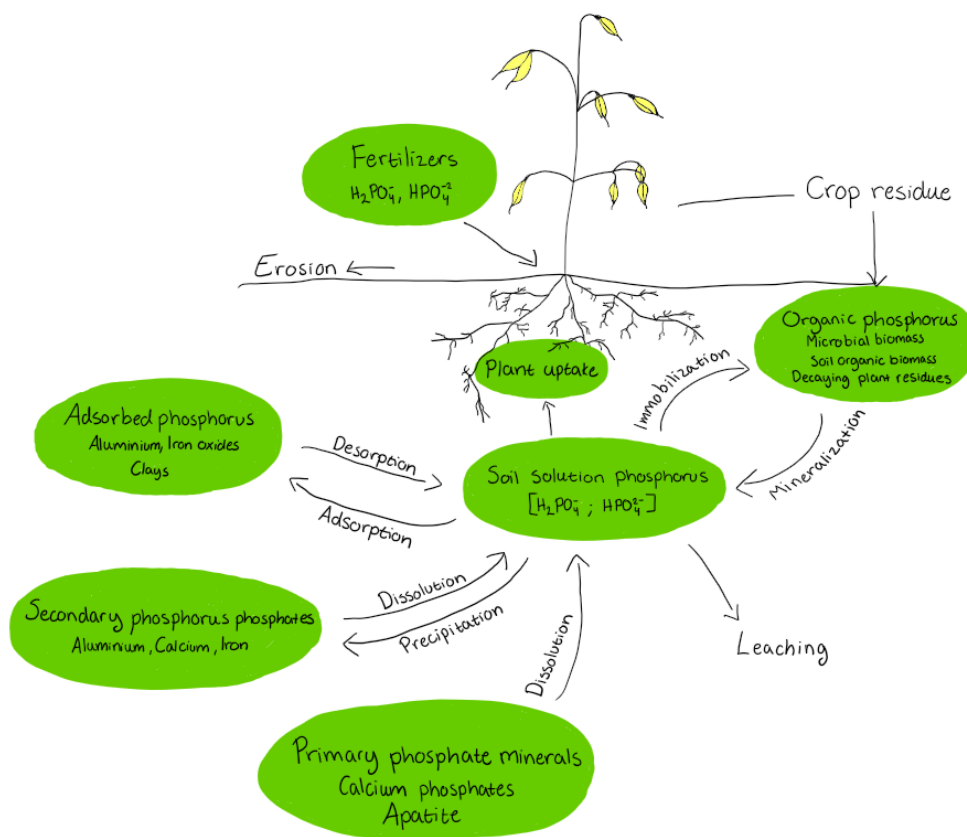 Fertilizers
H₂PO₄⁻, HPO₄⁻²
Crop residue
Erosion
Organic phosphorus
Microbial biomass
Soil organic biomass
Decaying plant residues
Plant uptake
Immobilization
Mineralization
Adsorbed phosphorus
Aluminium, Iron oxides
Clays
Desorption
Adsorption
Soil solution phosphorus
[H₂PO₄⁻ ; HPO₄²⁻]
Secondary phosphorus phosphates
Aluminium, Calcium, Iron
Dissolution
Precipitation
Dissolution
Leaching
Primary phosphate minerals
Calcium phosphates
Apatite